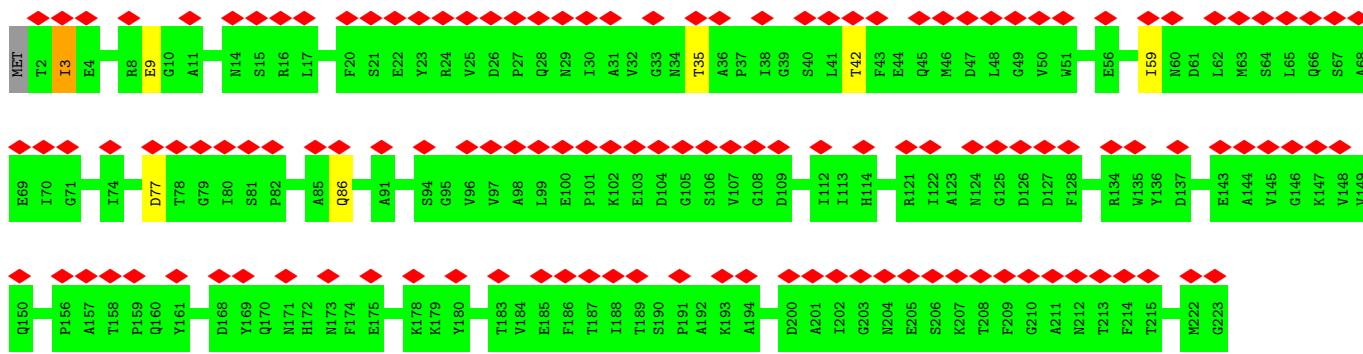 MET T2 I3 E4 R8 E9 G10 A11 N14 S15 R16 L17 F20 S21 E22 Y23 R24 V25 D26 P27 Q28 N29 I30 A31 V32 G33 N34 T35 A36 P37 I38 G39 S40 L41 T42 F43 E44 Q45 M46 D47 L48 G49 V50 W51 E56 I59 N60 D61 L62 M63 S64 L65 Q66 S67 A68
E69 I70 G71 I74 D77 T78 G79 I80 S81 P82 A85 Q86 A91 S94 G95 V96 V97 A98 L99 E100 P101 K102 E103 D104 G105 S106 V107 G108 D109 I112 I113 H114 R121 I122 A123 N124 G125 D126 D127 F128 R134 W135 Y136 D137 E143 A144 V145 G146 K147 V148 V149
Q150 P156 A157 T158 P159 Q160 Y161 D168 Y169 Q170 N171 H172 N173 F174 E175 K178 K179 Y180 T183 V184 E185 F186 T187 I188 T189 S190 P191 A192 K193 A194 D200 A201 I202 G203 N204 E205 S206 K207 T208 F209 G210 A211 N212 T213 F214 T215 M222 G223